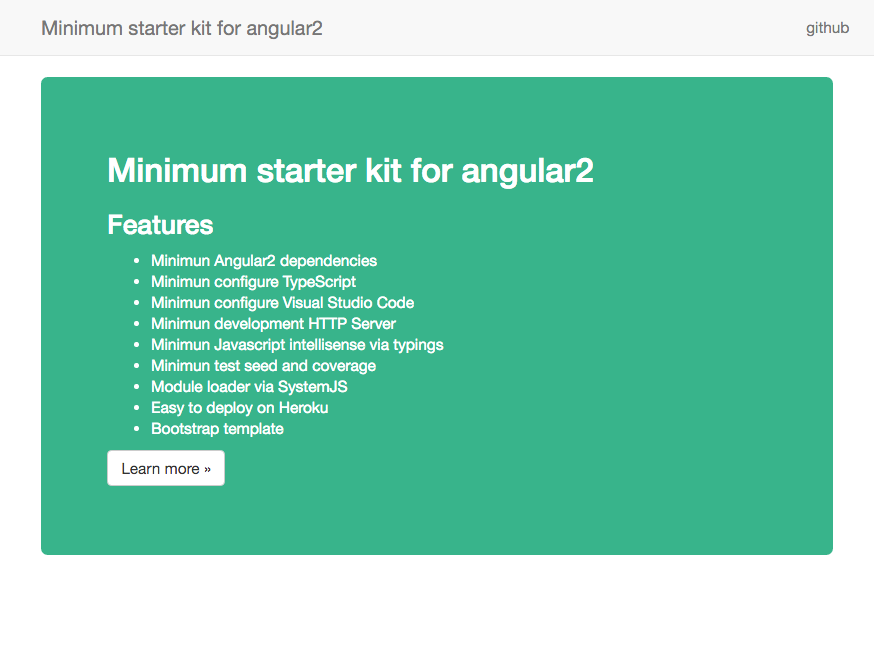 Minimum starter kit for angular2
github
Minimum starter kit for angular2
Features
• Minimun Angular2 dependencies
• Minimun configure TypeScript
• Minimun configure Visual Studio Code
• Minimun development HTTP Server
• Minimun Javascript intellisense via typings
• Minimun test seed and coverage
• Module loader via SystemJS
• Easy to deploy on Heroku
• Bootstrap template
Learn more »